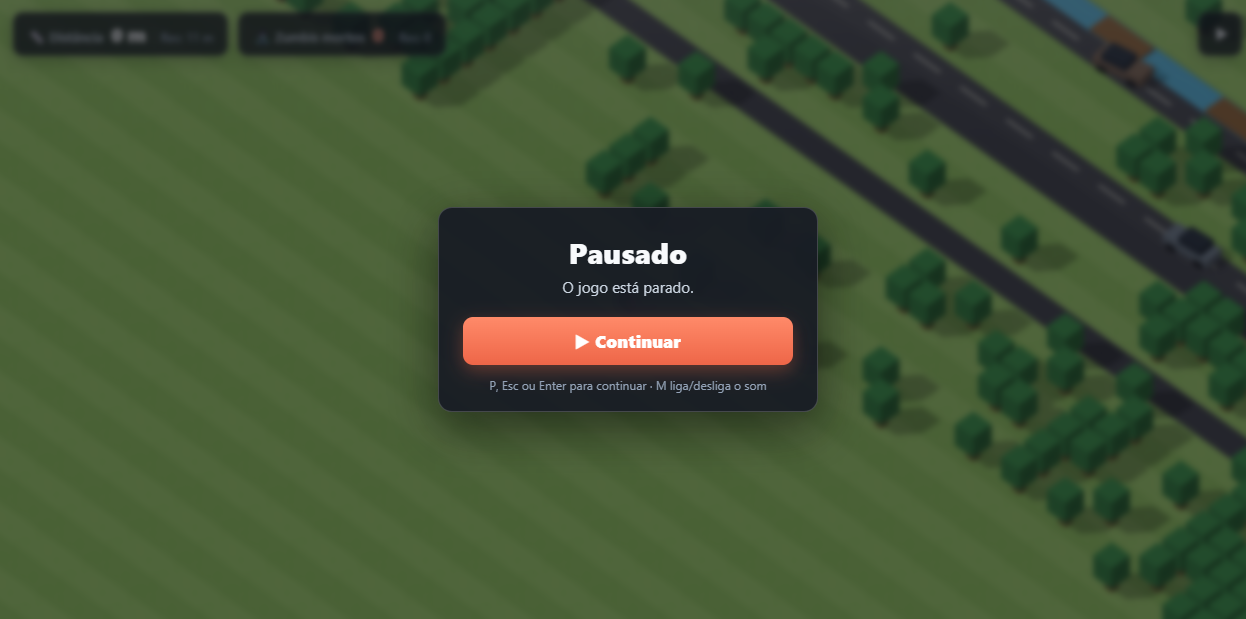 Pausado
O jogo está parado.
▶ Continuar
P, Esc ou Enter para continuar · M liga/desliga o som